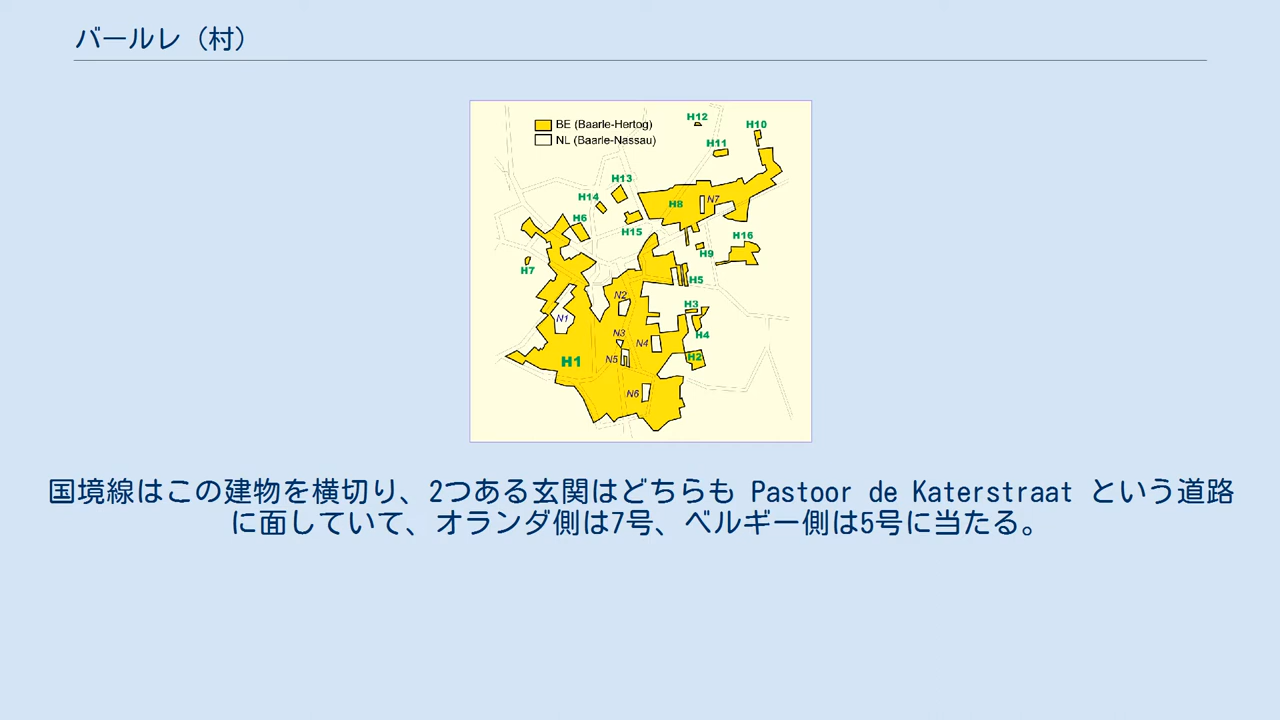 バールレ（村）
BE (Baarle-Hertog)
NL (Baarle-Nassau)
H12
H10
H11
H13
H14
H8
N7
H6
H15
H16
H9
H7
H5
N2
H3
N1
N3
H4
N4
H1
N5
H2
N6
国境線はこの建物を横切り、2つある玄関はどちらも Pastoor de Katerstraat という道路
に面していて、オランダ側は7号、ベルギー側は5号に当たる。